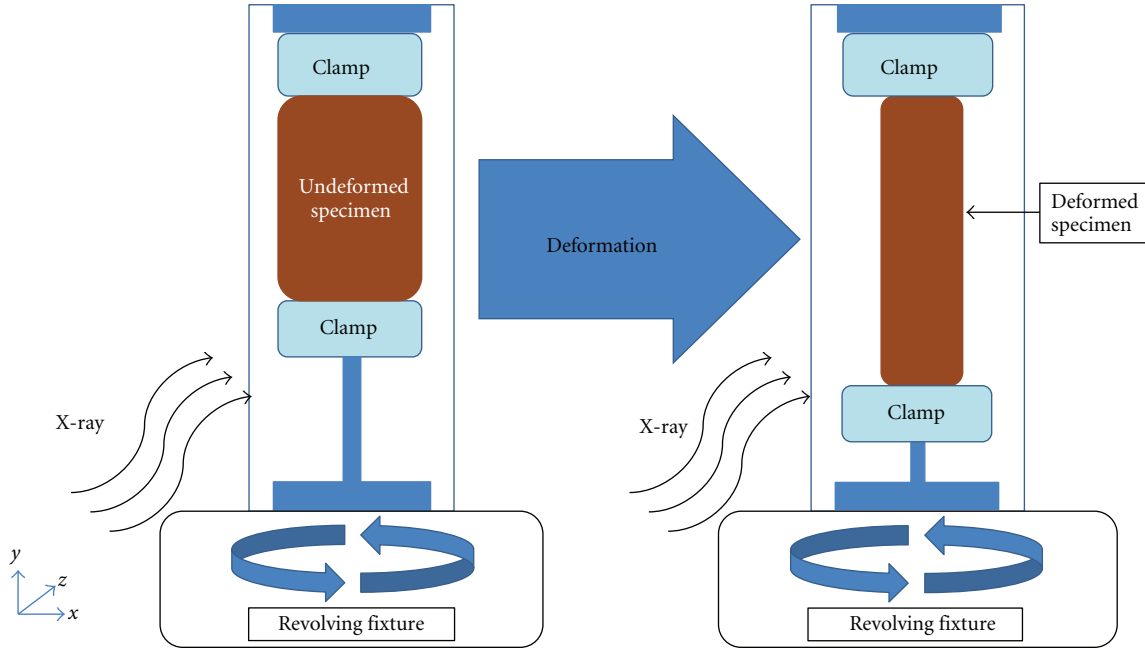 Clamp
Undeformed
specimen
Clamp
X-ray
Revolving fixture
y
z
x
Deformation
Clamp
Deformed
specimen
Clamp
X-ray
Revolving fixture